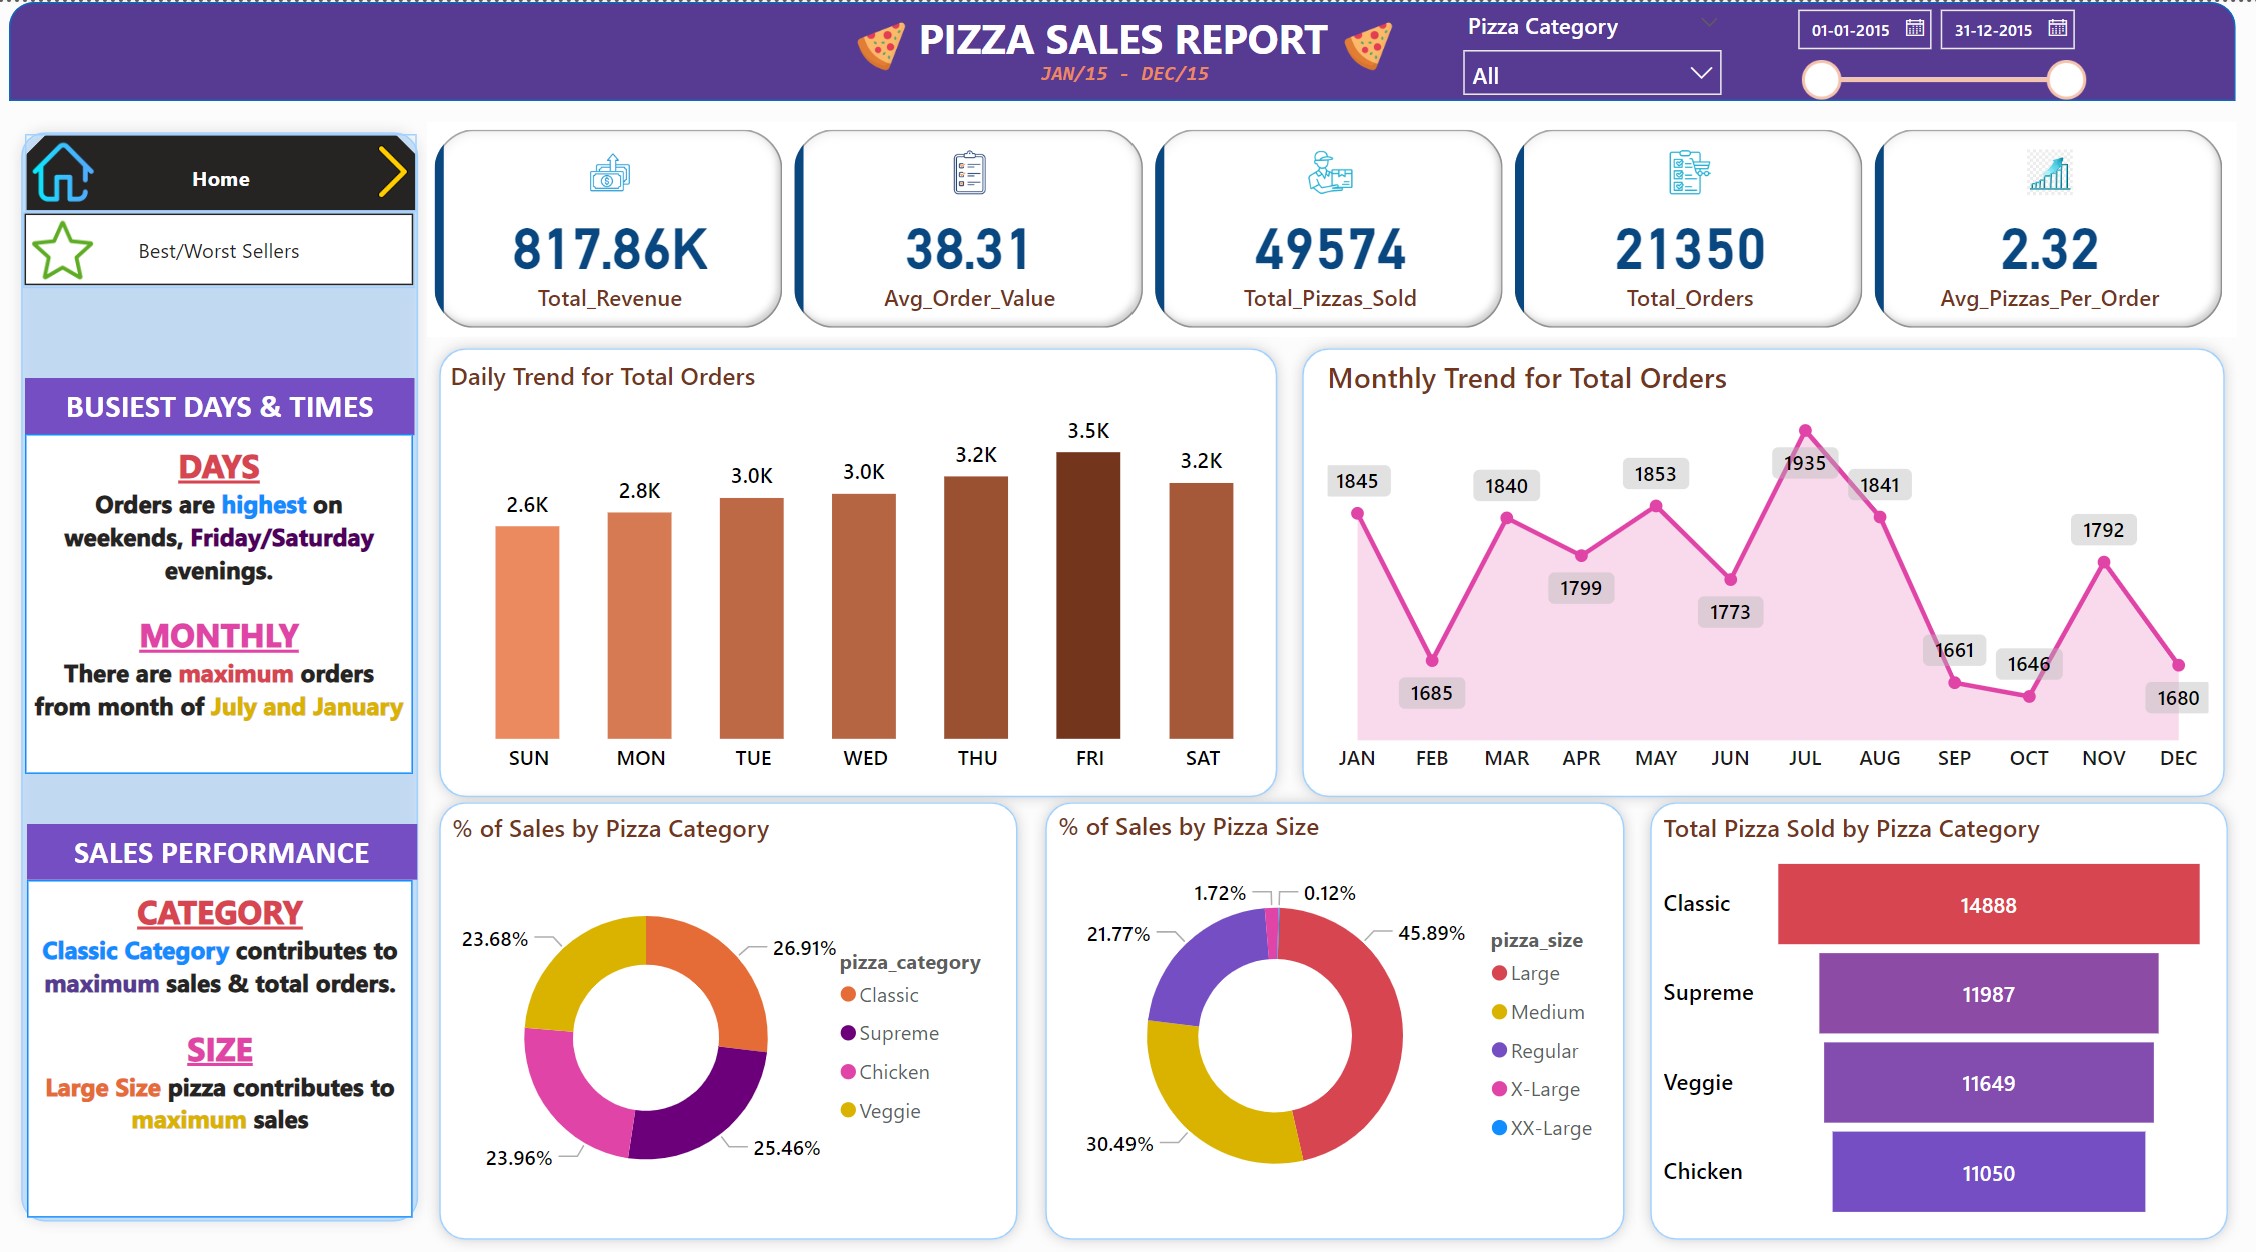 PIZZA SALES REPORT
JAN/15 - DEC/15
Pizza Category
All
01-01-2015
31-12-2015
Home
Best/Worst Sellers
817.86K
Total_Revenue
38.31
Avg_Order_Value
49574
Total_Pizzas_Sold
21350
Total_Orders
2.32
Avg_Pizzas_Per_Order
BUSIEST DAYS & TIMES
DAYS
Orders are highest on
weekends, Friday/Saturday
evenings.
MONTHLY
There are maximum orders
from month of July and January
SALES PERFORMANCE
CATEGORY
Classic Category contributes to
maximum sales & total orders.
SIZE
Large Size pizza contributes to
maximum sales
Daily Trend for Total Orders
2.6K
2.8K
3.0K
3.0K
3.2K
3.5K
3.2K
SUN MON TUE WED THU FRI SAT
Monthly Trend for Total Orders
1845
1685
1840
1799
1853
1773
1935
1841
1661
1646
1792
1680
JAN FEB MAR APR MAY JUN JUL AUG SEP OCT NOV DEC
% of Sales by Pizza Category
23.68%
26.91%
23.96%
25.46%
pizza_category
Classic
Supreme
Chicken
Veggie
% of Sales by Pizza Size
1.72%
0.12%
21.77%
45.89%
30.49%
pizza_size
Large
Medium
Regular
X-Large
XX-Large
Total Pizza Sold by Pizza Category
Classic 14888
Supreme 11987
Veggie 11649
Chicken 11050